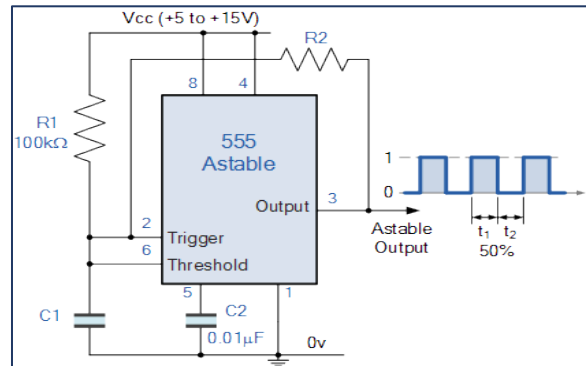 Vcc (+5 to +15V)
R2
8
4
R1
100kΩ
555
Astable
1
0
3
Output
2
Trigger
6
Threshold
Astable
Output
t₁
t₂
50%
5
1
C1
C2
0.01μF
0v